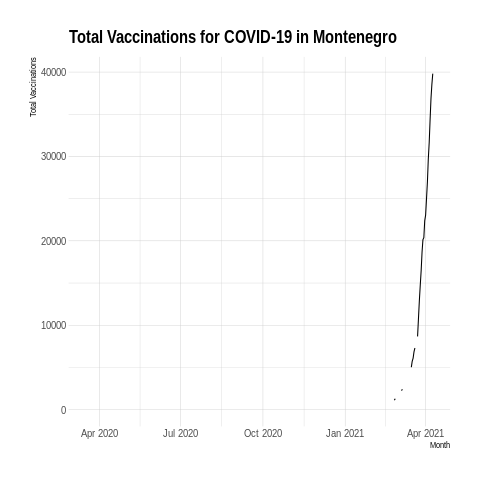 Total Vaccinations for COVID-19 in Montenegro
Total Vaccinations
40000
30000
20000
10000
0
Apr 2020 Jul 2020 Oct 2020 Jan 2021 Apr 2021
Month